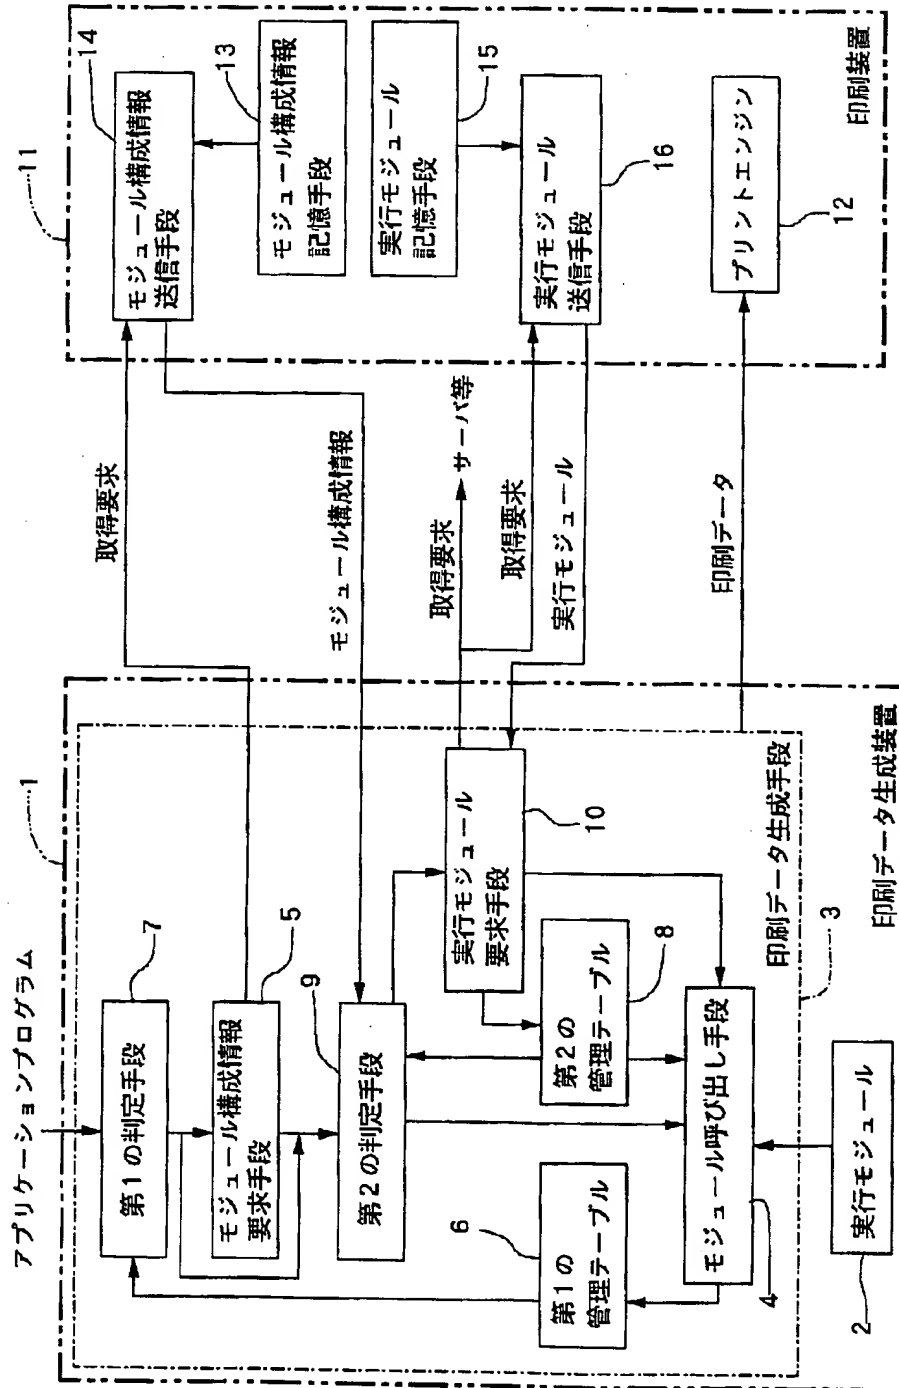 アプリケーションプログラム
1
7
第1の判定手段
5
モジュール構成情報
要求手段
9
第2の判定手段
6
第1の
管理テーブル
8
第2の
管理テーブル
10
実行モジュール
要求手段
4
モジュール呼び出し手段
印刷データ生成手段
3
2
実行モジュール
印刷データ生成装置
取得要求
モジュール構成情報
取得要求
サーバ等
取得要求
実行モジュール
印刷データ
11
14
モジュール構成情報
送信手段
13
モジュール構成情報
記憶手段
15
実行モジュール
記憶手段
16
実行モジュール
送信手段
12
プリントエンジン
印刷装置